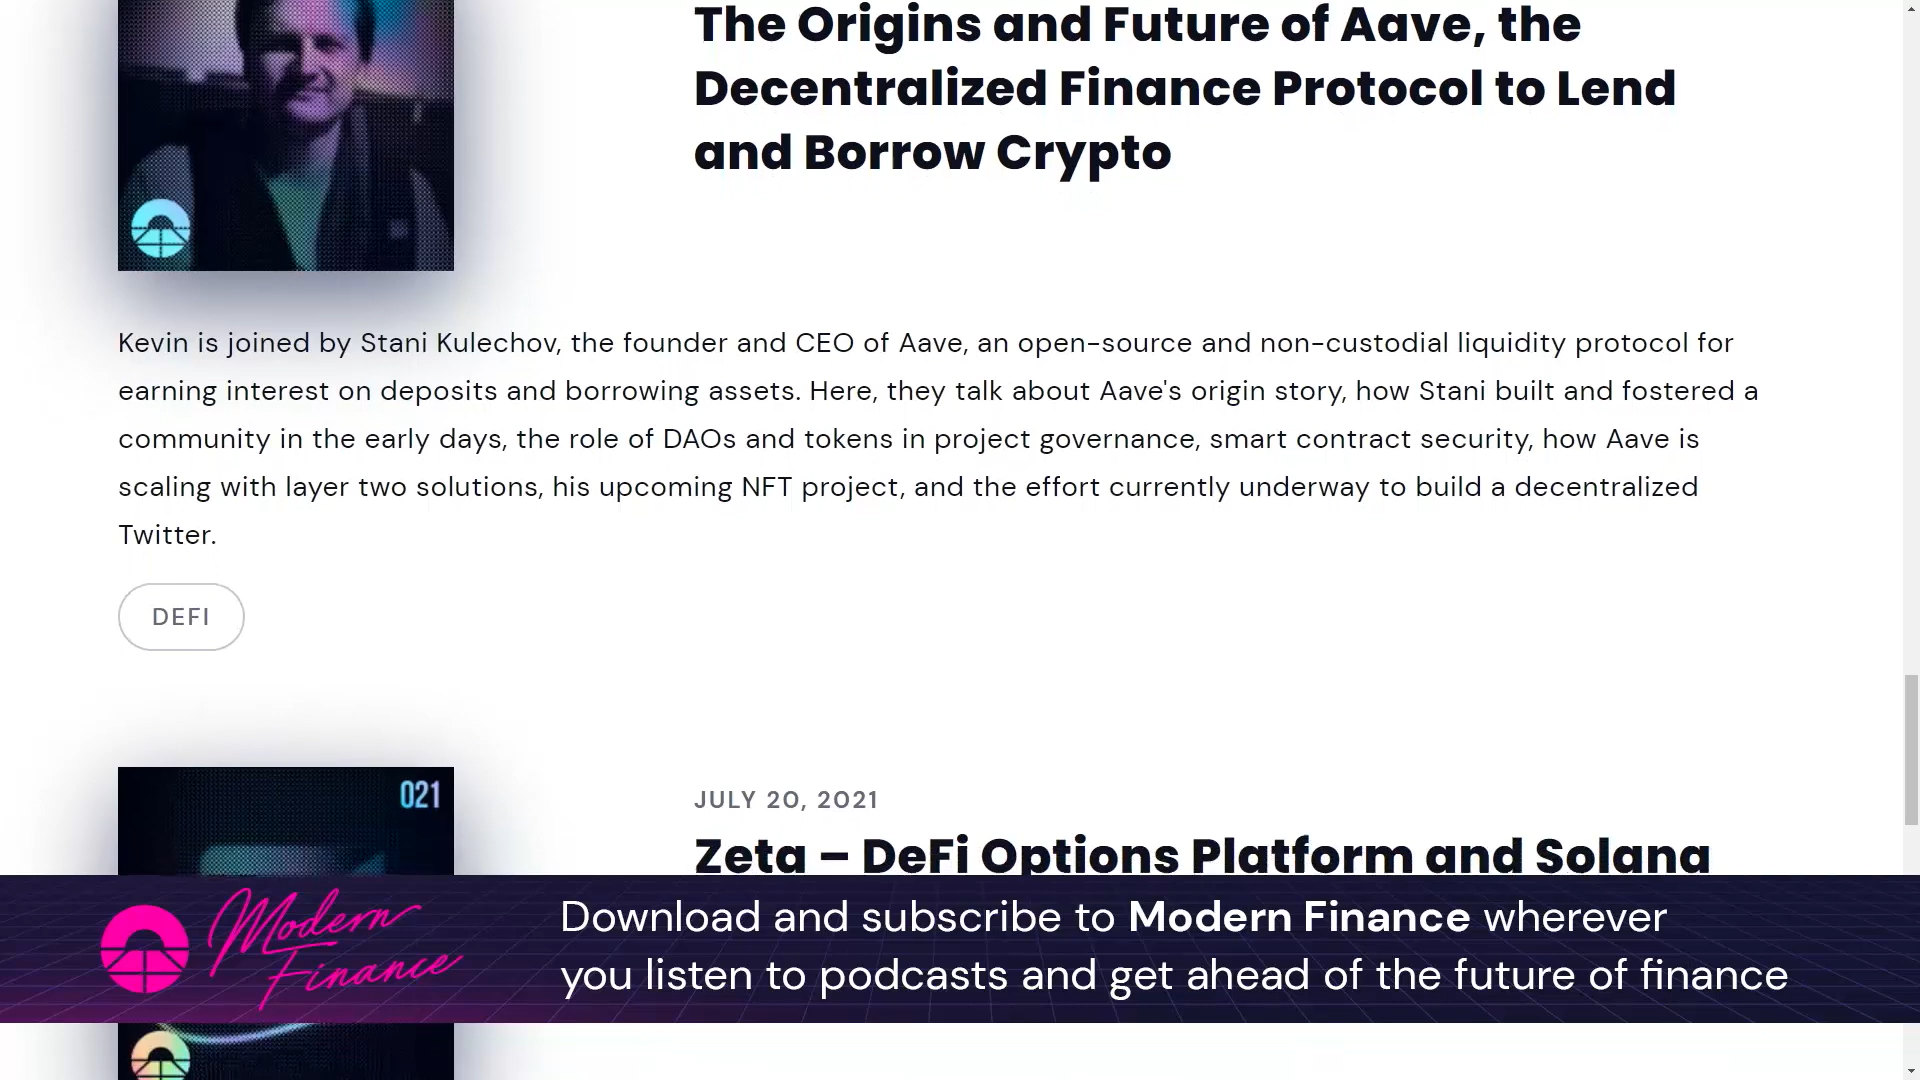 The Origins and Future of Aave, the
Decentralized Finance Protocol to Lend
and Borrow Crypto
Kevin is joined by Stani Kulechov, the founder and CEO of Aave, an open-source and non-custodial liquidity protocol for
earning interest on deposits and borrowing assets. Here, they talk about Aave's origin story, how Stani built and fostered a
community in the early days, the role of DAOs and tokens in project governance, smart contract security, how Aave is
scaling with layer two solutions, his upcoming NFT project, and the effort currently underway to build a decentralized
Twitter.
DEFI
021
JULY 20, 2021
Zeta – DeFi Options Platform and Solana
Modern
Finance
Download and subscribe to Modern Finance wherever
you listen to podcasts and get ahead of the future of finance